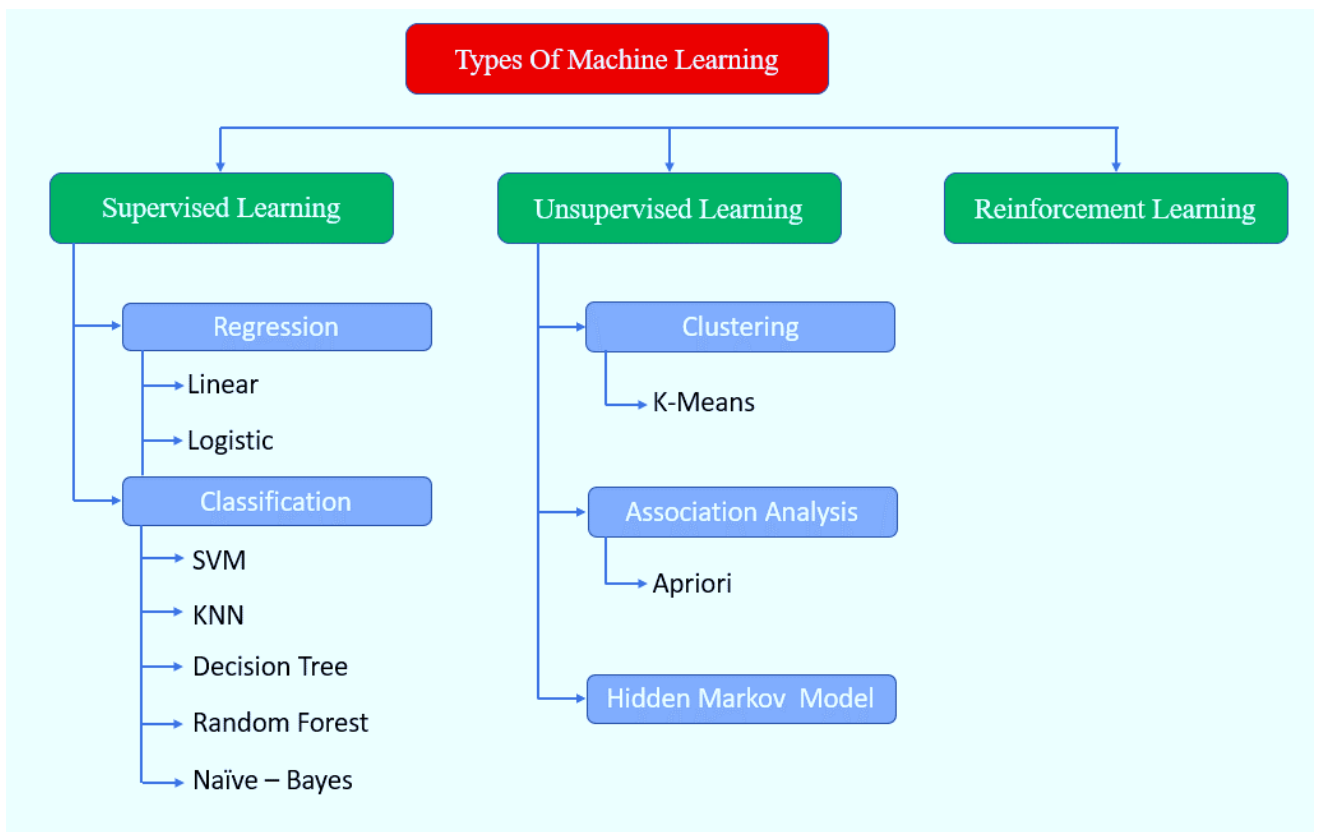 Types Of Machine Learning
Supervised Learning
Unsupervised Learning
Reinforcement Learning
Regression
Linear
Logistic
Classification
SVM
KNN
Decision Tree
Random Forest
Naïve – Bayes
Clustering
K-Means
Association Analysis
Apriori
Hidden Markov Model